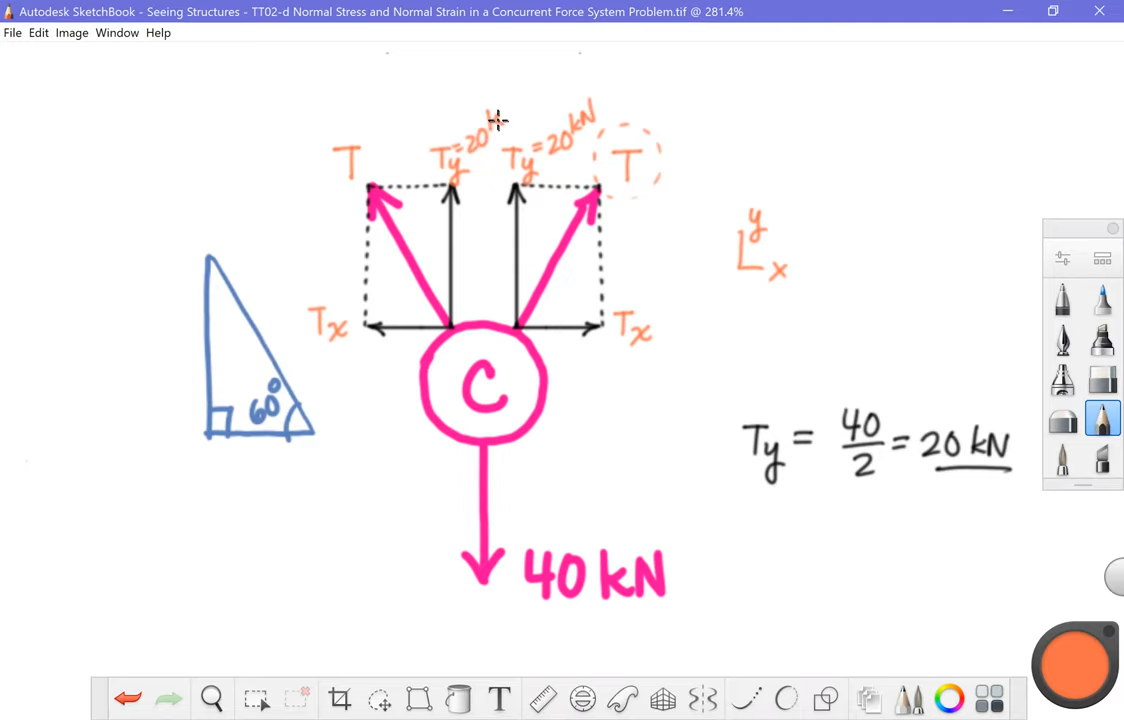 Autodesk SketchBook - Seeing Structures - TT02-d Normal Stress and Normal Strain in a Concurrent Force System Problem.tif @ 281.4%
File Edit Image Window Help
T
Ty=20
Ty=20kN
T
y
x
Tx
Tx
60°
C
Ty = 40/2 = 20 kN
40 kN
T